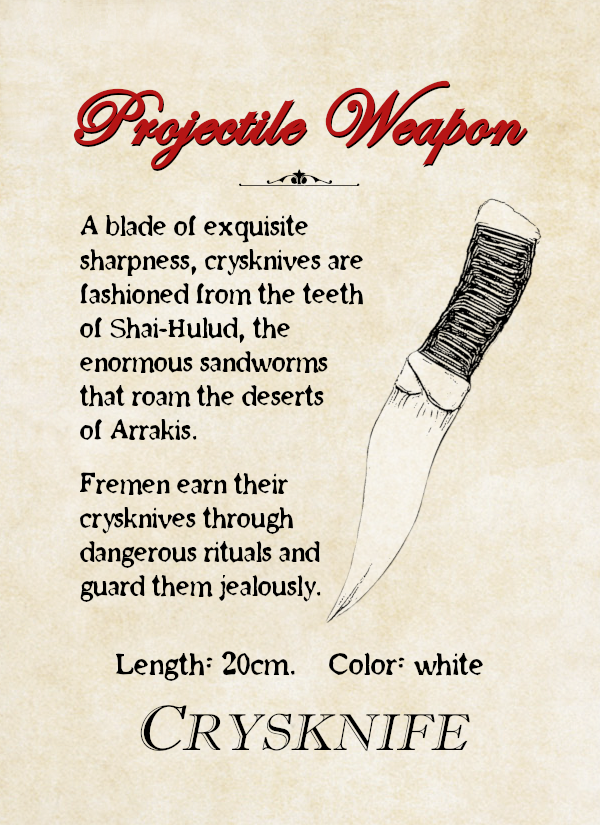 Projectile Weapon
A blade of exquisite
sharpness, crysknives are
fashioned from the teeth
of Shai-Hulud, the
enormous sandworms
that roam the deserts
of Arrakis.
Fremen earn their
crysknives through
dangerous rituals and
guard them jealously.
Length: 20cm. Color: white
CRYSKNIFE